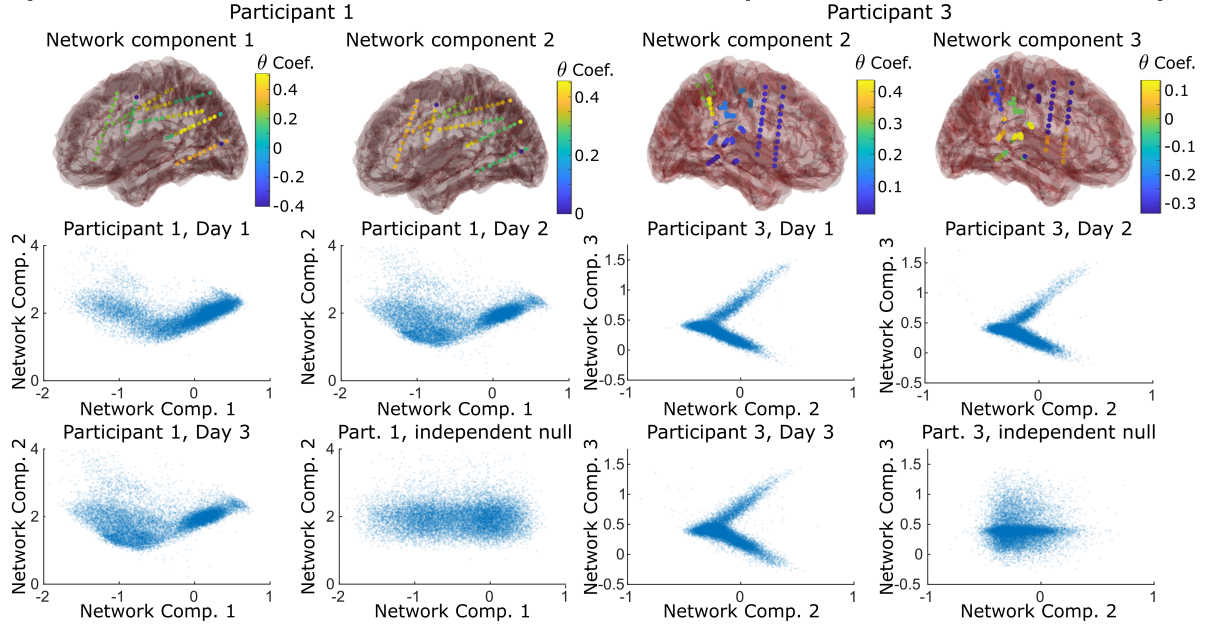 Participant 1
Participant 3
Network component 1
Network component 2
Network component 2
Network component 3
θ Coef.
0.4
0.2
0
-0.2
-0.4
θ Coef.
0.4
0.2
0
θ Coef.
0.4
0.3
0.2
0.1
θ Coef.
0.1
0
-0.1
-0.2
-0.3
Participant 1, Day 1
Network Comp. 2
4
2
0
-2
-1
0
1
Network Comp. 1
Participant 1, Day 2
Network Comp. 2
4
2
0
-2
-1
0
1
Network Comp. 1
Participant 3, Day 1
Network Comp. 3
1.5
1
0.5
0
-0.5
-1
0
1
Network Comp. 2
Participant 3, Day 2
Network Comp. 3
1.5
1
0.5
0
-0.5
-1
0
1
Network Comp. 2
Participant 1, Day 3
Network Comp. 2
4
2
0
-2
-1
0
1
Network Comp. 1
Part. 1, independent null
Network Comp. 2
4
2
0
-2
-1
0
1
Network Comp. 1
Participant 3, Day 3
Network Comp. 3
1.5
1
0.5
0
-0.5
-1
0
1
Network Comp. 2
Part. 3, independent null
Network Comp. 3
1.5
1
0.5
0
-0.5
-1
0
1
Network Comp. 2